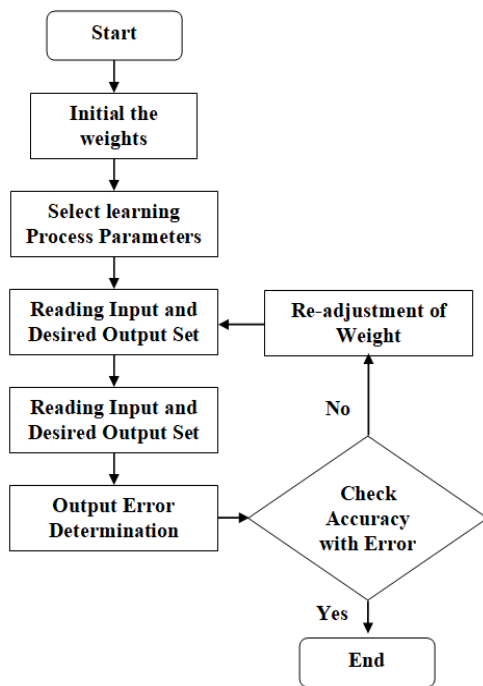 Start
Initial the
weights
Select learning
Process Parameters
Reading Input and
Desired Output Set
Re-adjustment of
Weight
Reading Input and
Desired Output Set
No
Output Error
Determination
Check
Accuracy
with Error
Yes
End